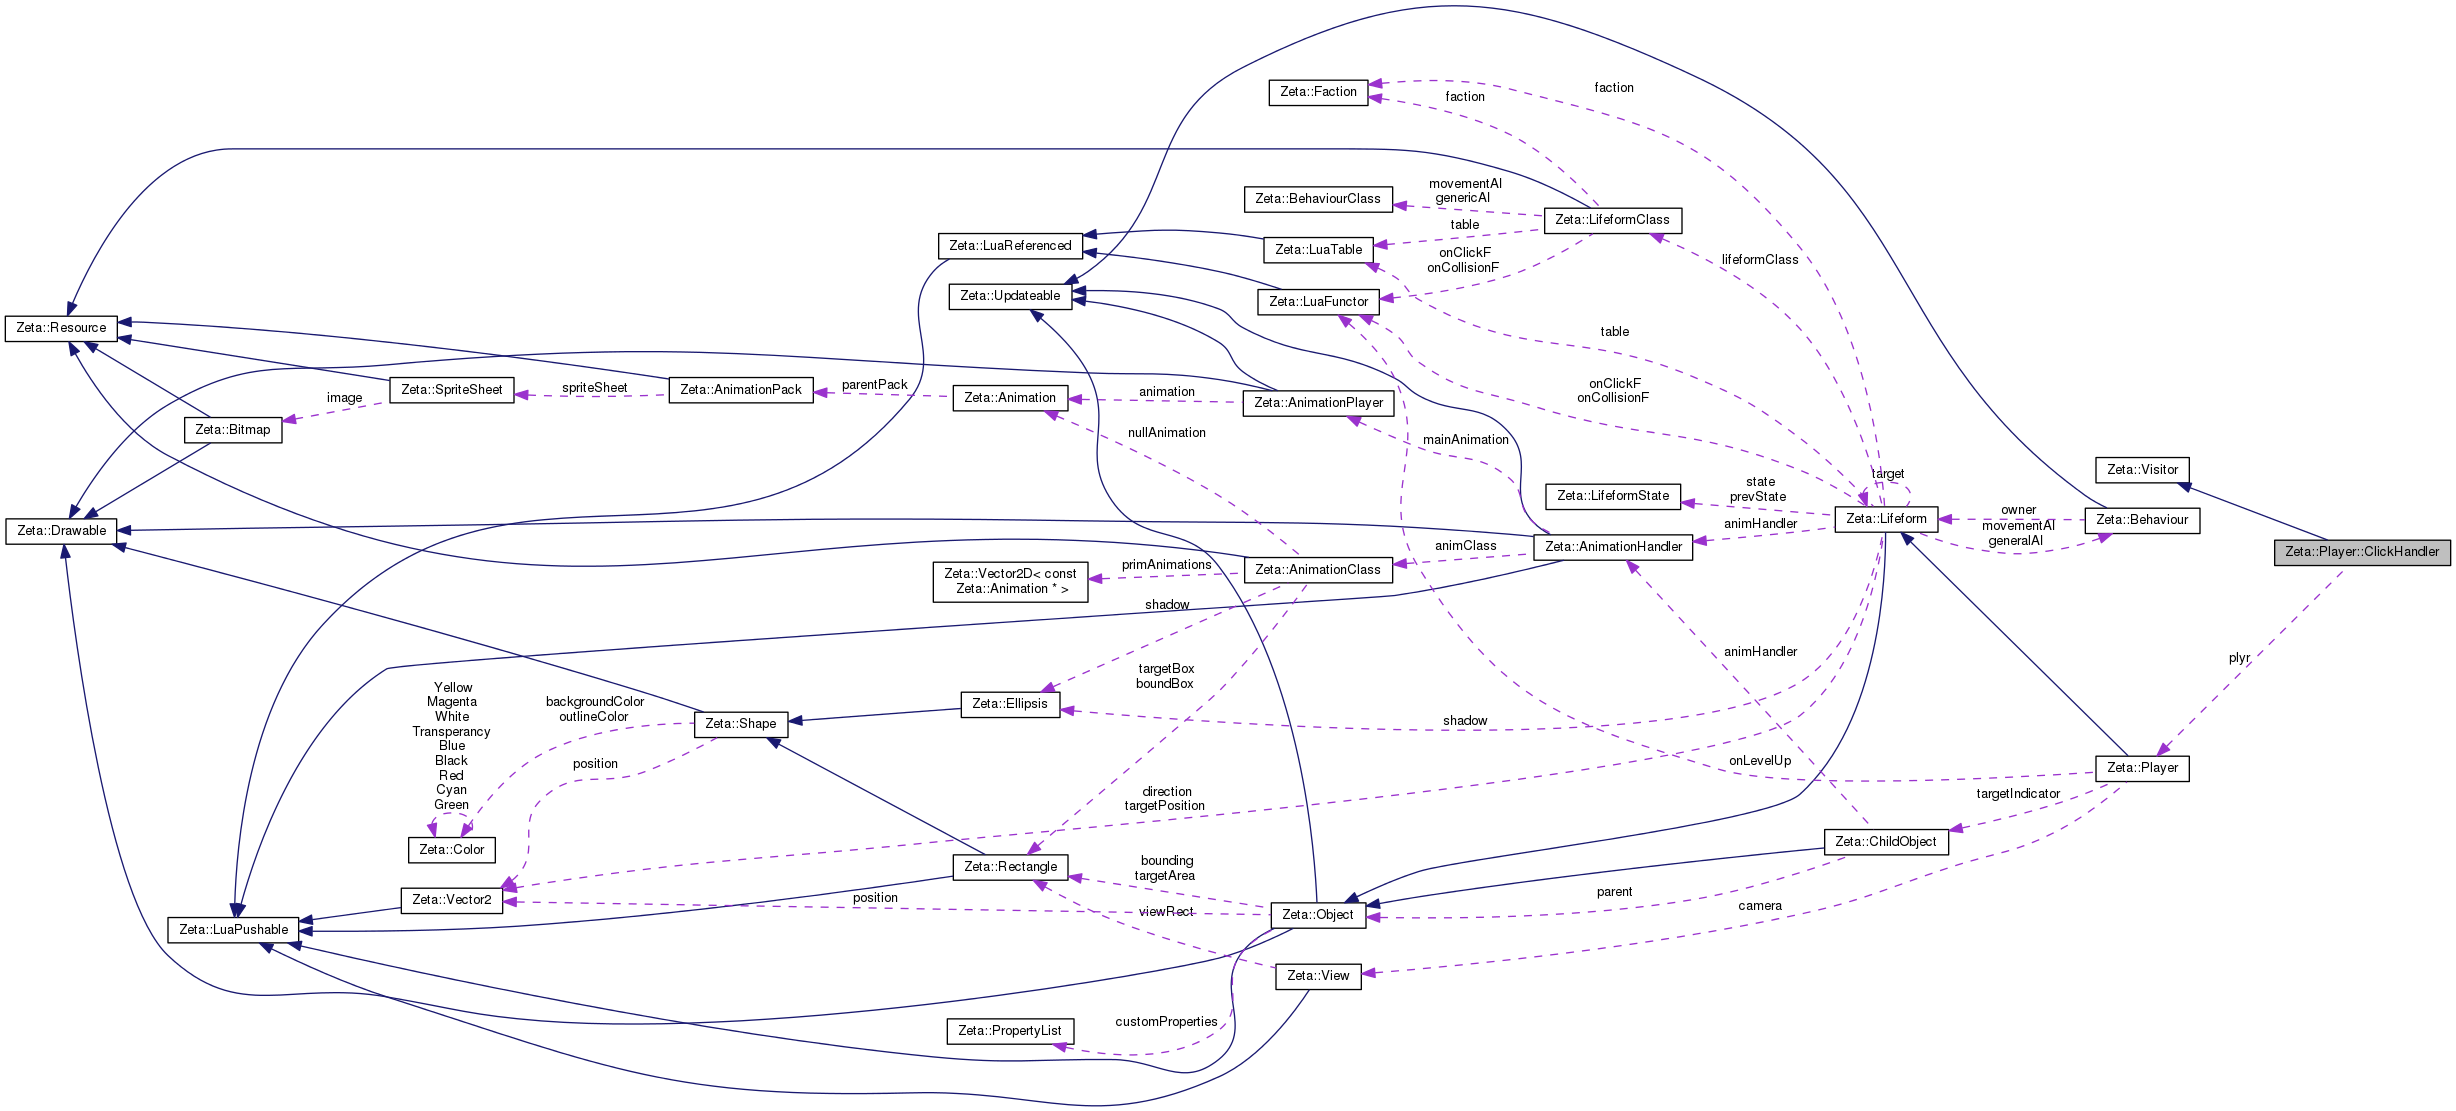 Zeta::Faction
faction
faction
Zeta::BehaviourClass
movementAI
genericAI
Zeta::LifeformClass
table
Zeta::LuaReferenced
Zeta::LuaTable
onClickF
onCollisionF
lifeformClass
Zeta::Updateable
Zeta::LuaFunctor
Zeta::Resource
table
Zeta::SpriteSheet
spriteSheet
Zeta::AnimationPack
parentPack
Zeta::Animation
animation
Zeta::AnimationPlayer
onClickF
onCollisionF
image
Zeta::Bitmap
nullAnimation
mainAnimation
target
Zeta::Visitor
Zeta::LifeformState
state
prevState
Zeta::Drawable
Zeta::Lifeform
owner
Zeta::Behaviour
movementAI
generalAI
animHandler
Zeta::AnimationHandler
animClass
Zeta::Player::ClickHandler
primAnimations
Zeta::AnimationClass
Zeta::Vector2D< const
Zeta::Animation * >
shadow
targetBox
boundBox
animHandler
plyr
Yellow
Magenta
White
Transperancy
Blue
Black
Red
Cyan
Green
backgroundColor
outlineColor
Zeta::Ellipsis
Zeta::Shape
shadow
position
onLevelUp
Zeta::Player
direction
targetPosition
targetIndicator
Zeta::Color
Zeta::ChildObject
Zeta::Rectangle
bounding
targetArea
Zeta::Vector2
position
parent
viewRect
Zeta::Object
camera
Zeta::LuaPushable
Zeta::View
customProperties
Zeta::PropertyList